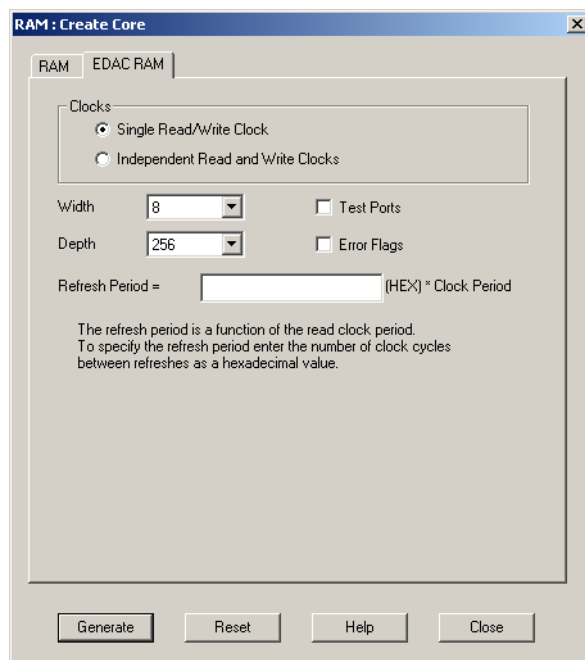 RAM : Create Core
RAM EDAC RAM
Clocks
Single Read/Write Clock
Independent Read and Write Clocks
Width 8 Test Ports
Depth 256 Error Flags
Refresh Period = (HEX) * Clock Period
The refresh period is a function of the read clock period.
To specify the refresh period enter the number of clock cycles
between refreshes as a hexadecimal value.
Generate Reset Help Close